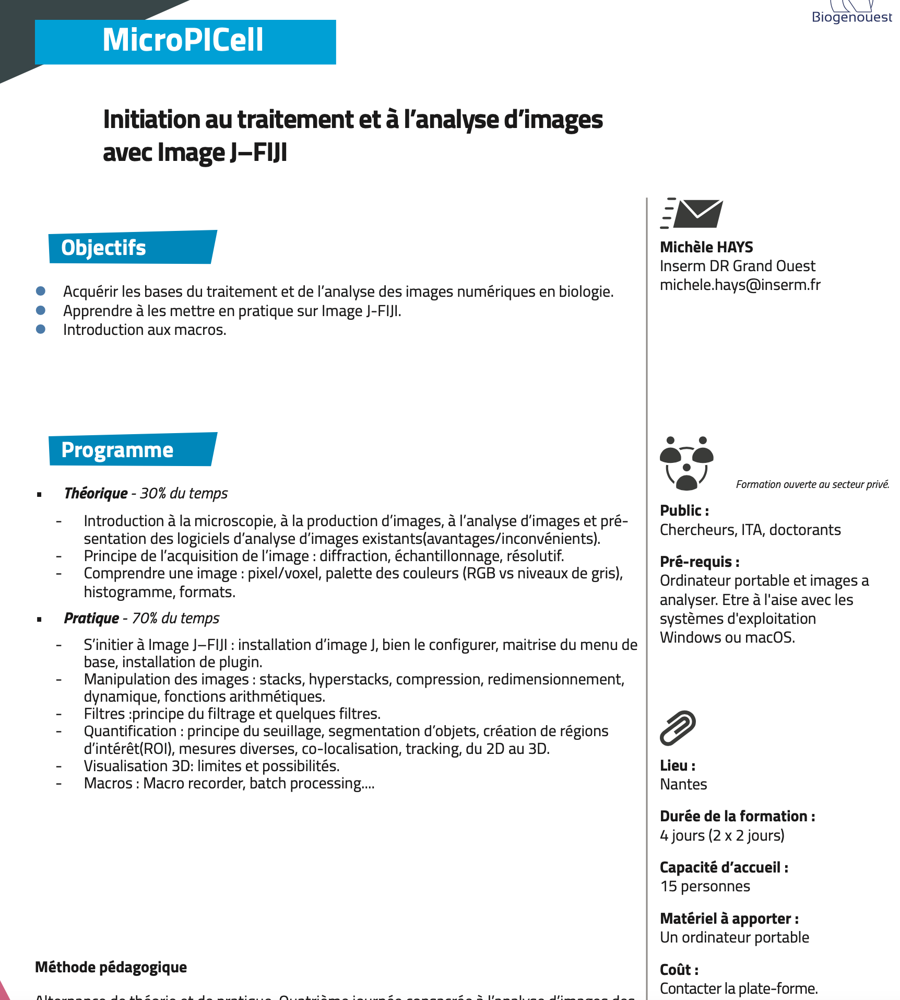 Biogenouest
MicroPICell
Initiation au traitement et à l’analyse d’images
avec Image J–FIJI
Objectifs
Acquérir les bases du traitement et de l’analyse des images numériques en biologie.
Apprendre à les mettre en pratique sur Image J-FIJI.
Introduction aux macros.
Programme
▪ Théorique - 30% du temps
- Introduction à la microscopie, à la production d’images, à l’analyse d’images et pré-
sentation des logiciels d’analyse d’images existants(avantages/inconvénients).
- Principe de l’acquisition de l’image : diffraction, échantillonnage, résolutif.
- Comprendre une image : pixel/voxel, palette des couleurs (RGB vs niveaux de gris),
histogramme, formats.
▪ Pratique - 70% du temps
- S’initier à Image J–FIJI : installation d’image J, bien le configurer, maitrise du menu de
base, installation de plugin.
- Manipulation des images : stacks, hyperstacks, compression, redimensionnement,
dynamique, fonctions arithmétiques.
- Filtres :principe du filtrage et quelques filtres.
- Quantification : principe du seuillage, segmentation d’objets, création de régions
d’intérêt(ROI), mesures diverses, co-localisation, tracking, du 2D au 3D.
- Visualisation 3D: limites et possibilités.
- Macros : Macro recorder, batch processing....
Méthode pédagogique
Alternance de théorie et de pratique. Quatrième journée consacrée à l’analyse d’images des
Michèle HAYS
Inserm DR Grand Ouest
michele.hays@inserm.fr
Formation ouverte au secteur privé.
Public :
Chercheurs, ITA, doctorants
Pré-requis :
Ordinateur portable et images a
analyser. Etre à l'aise avec les
systèmes d'exploitation
Windows ou macOS.
Lieu :
Nantes
Durée de la formation :
4 jours (2 x 2 jours)
Capacité d’accueil :
15 personnes
Matériel à apporter :
Un ordinateur portable
Coût :
Contacter la plate-forme.